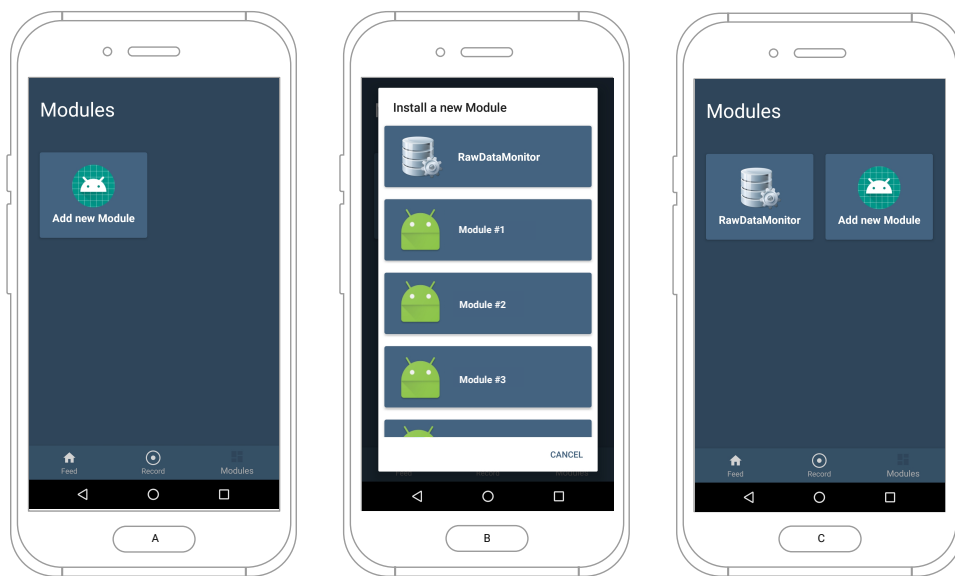 Modules
Add new Module
Feed
Record
Modules
A
Install a new Module
RawDataMonitor
Module #1
Module #2
Module #3
CANCEL
B
Modules
RawDataMonitor
Add new Module
Feed
Record
Modules
C